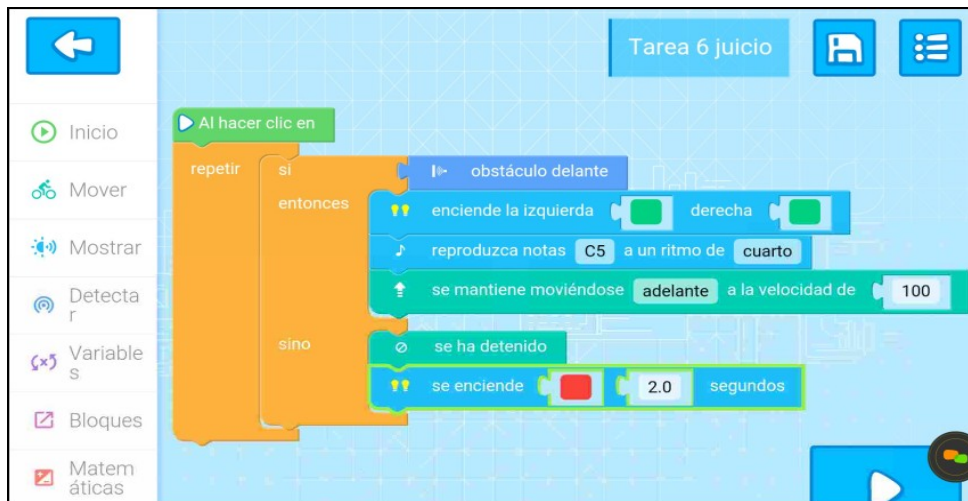 Tarea 6 juicio
Inicio
Mover
Mostrar
Detecta
r
Variable
s
Bloques
Matem
áticas
Al hacer clic en
repetir si obstáculo delante
entonces enciende la izquierda derecha
reproduzca notas C5 a un ritmo de cuarto
se mantiene moviéndose adelante a la velocidad de 100
sino se ha detenido
se enciende 2.0 segundos